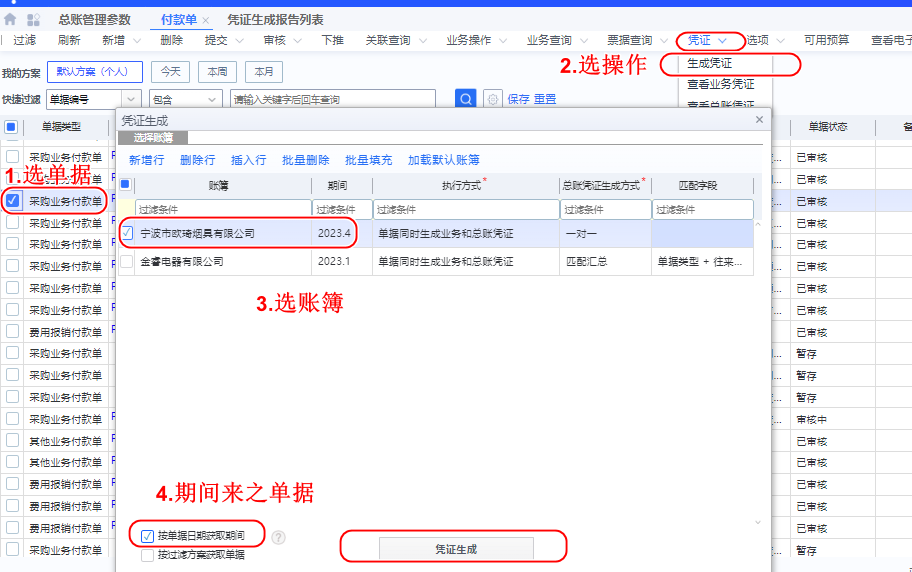 总账管理参数 付款单 × 凭证生成报告列表
过滤 刷新 新增 删除 提交 审核 下推 关联查询 业务操作 业务查询 票据查询 凭证 选项 可用预算 查看电子
我的方案 默认方案（个人） 今天 本周 本月
2.选操作
生成凭证
查看业务凭证
查看总账凭证
快捷过滤 单据编号 包含 请输入关键字后回车查询 保存 重置
单据类型 单据状态 备
凭证生成 ×
选择账簿
新增行 删除行 插入行 批量删除 批量填充 加载默认账簿
账簿 期间 执行方式* 总账凭证生成方式* 匹配字段
过滤条件 过滤条件 过滤条件 过滤条件 过滤条件
宁波市欧琦烟具有限公司 2023.4 单据同时生成业务和总账凭证 一对一
金睿电器有限公司 2023.1 单据同时生成业务和总账凭证 匹配汇总 单据类型 + 往来...
1.选单据
3.选账簿
4.期间来之单据
按单据日期获取期间 ?
按过滤方案获取单据
凭证生成
采购业务付款单 已审核
采购业务付款单 已审核
采购业务付款单 已审核
采购业务付款单 已审核
采购业务付款单 已审核
采购业务付款单 已审核
采购业务付款单 已审核
采购业务付款单 已审核
费用报销付款单 已审核
采购业务付款单 暂存
采购业务付款单 暂存
采购业务付款单 暂存
采购业务付款单 审核中
其他业务付款单 已审核
其他业务付款单 已审核
费用报销付款单 已审核
费用报销付款单 已审核
费用报销付款单 已审核
采购业务付款单 暂存